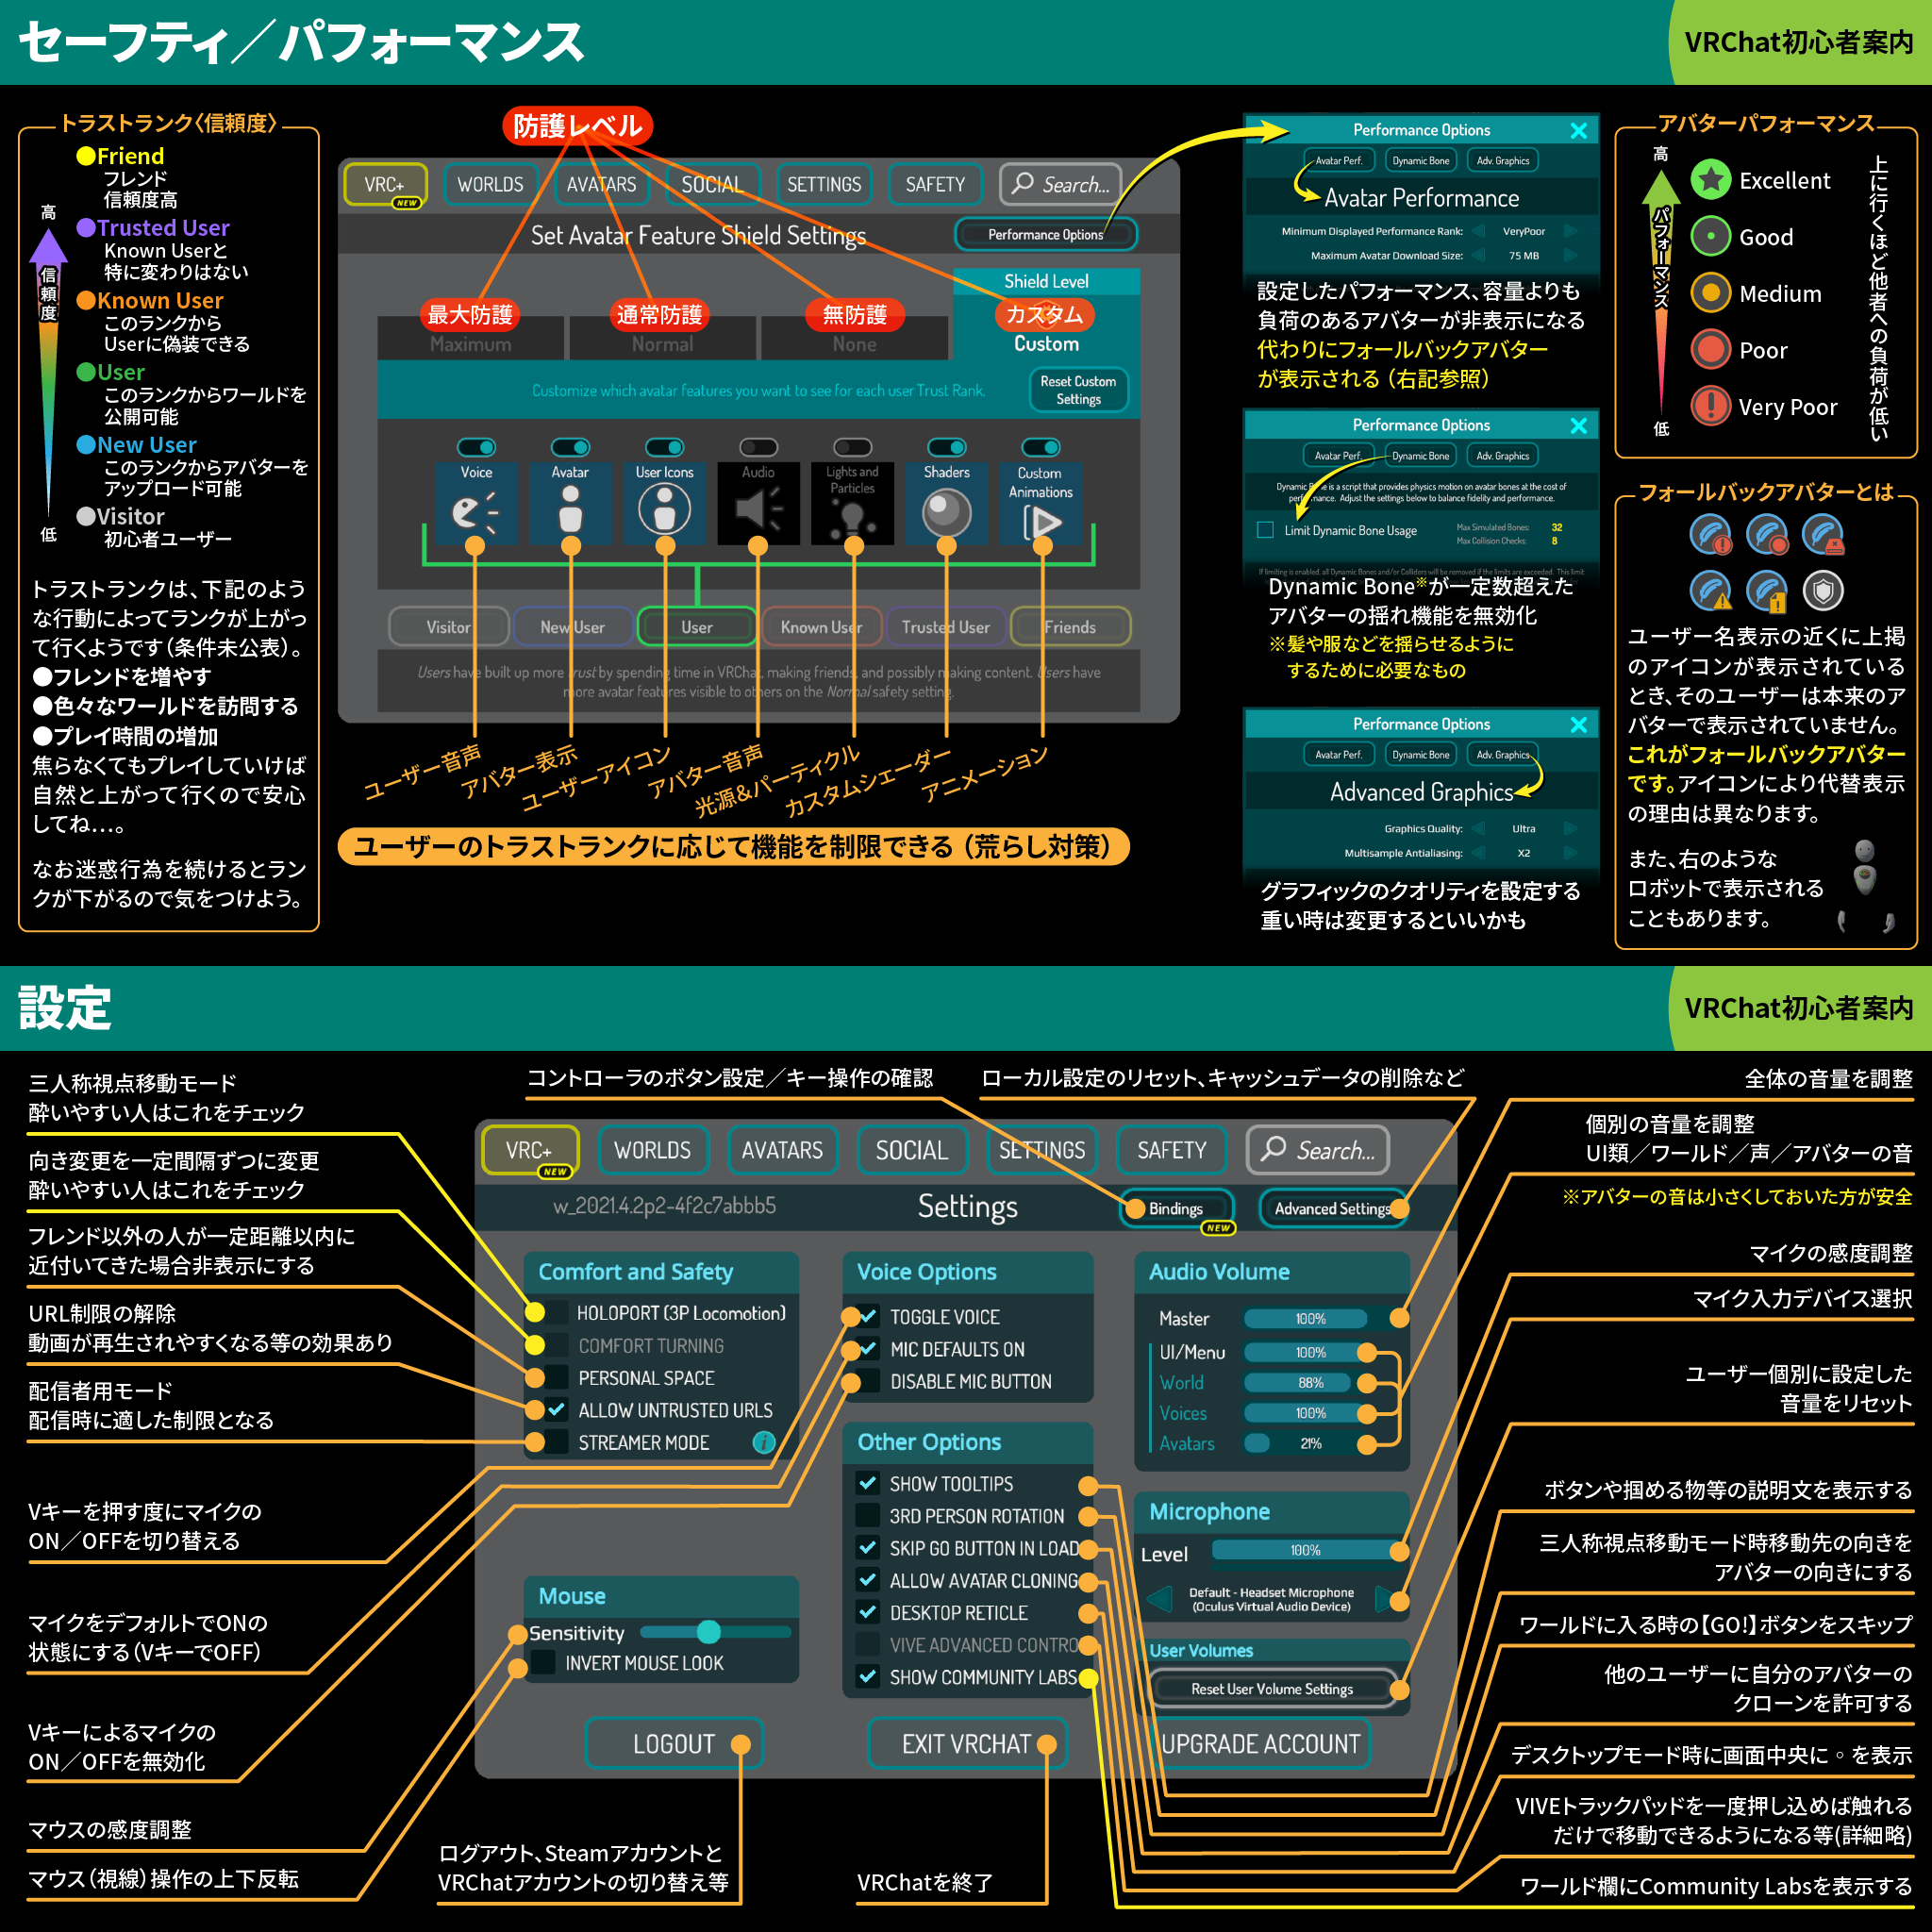 セーフティ／パフォーマンス
VRChat初心者案内
トラストランク〈信頼度〉
高
信頼度
低
●Friend
フレンド
信頼度高
●Trusted User
Known Userと
特に変わりはない
●Known User
このランクから
Userに偽装できる
●User
このランクからワールドを
公開可能
●New User
このランクからアバターを
アップロード可能
●Visitor
初心者ユーザー
トラストランクは、下記のよう
な行動によってランクが上がっ
て行くようです（条件未公表）。
●フレンドを増やす
●色々なワールドを訪問する
●プレイ時間の増加
焦らなくてもプレイしていけば
自然と上がって行くので安心
してね…。
なお迷惑行為を続けるとラン
クが下がるので気をつけよう。
防護レベル
VRC+
NEW
WORLDS
AVATARS
SOCIAL
SETTINGS
SAFETY
Search...
Set Avatar Feature Shield Settings
Performance Options
Shield Level
最大防護
通常防護
無防護
カスタム
Maximum
Normal
None
Custom
Customize which avatar features you want to see for each user Trust Rank.
Reset Custom
Settings
Voice
Avatar
User Icons
Audio
Lights and
Particles
Shaders
Custom
Animations
Visitor
New User
User
Known User
Trusted User
Friends
Users have built up more trust by spending time in VRChat, making friends, and possibly making content. Users have
more avatar features visible to others on the Normal safety setting.
ユーザー音声
アバター表示
ユーザーアイコン
アバター音声
光源&パーティクル
カスタムシェーダー
アニメーション
ユーザーのトラストランクに応じて機能を制限できる（荒らし対策）
Performance Options
Avatar Perf.
Dynamic Bone
Adv. Graphics
Avatar Performance
Minimum Displayed Performance Rank:
VeryPoor
Maximum Avatar Download Size:
75 MB
設定したパフォーマンス、容量よりも
負荷のあるアバターが非表示になる
代わりにフォールバックアバター
が表示される（右記参照）
Performance Options
Avatar Perf.
Dynamic Bone
Adv. Graphics
Dynamic Bone is a script that provides physics motion on avatar bones at the cost of
performance. Adjust the settings below to balance fidelity and performance.
Limit Dynamic Bone Usage
Max Simulated Bones:
32
Max Collision Checks:
8
If limiting is enabled, all Dynamic Bones and/or Colliders will be removed if the limits are exceeded. This limit
Dynamic Bone※が一定数超えた
アバターの揺れ機能を無効化
※髪や服などを揺らせるように
するために必要なもの
Performance Options
Avatar Perf.
Dynamic Bone
Adv. Graphics
Advanced Graphics
Graphics Quality:
Ultra
Multisample Antialiasing:
X2
グラフィックのクオリティを設定する
重い時は変更するといいかも
アバターパフォーマンス
高
パフォーマンス
低
Excellent
Good
Medium
Poor
Very Poor
上に行くほど他者への負荷が低い
フォールバックアバターとは
ユーザー名表示の近くに上掲
のアイコンが表示されている
とき、そのユーザーは本来のア
バターで表示されていません。
これがフォールバックアバター
です。アイコンにより代替表示
の理由は異なります。
また、右のような
ロボットで表示される
こともあります。
設定
VRChat初心者案内
三人称視点移動モード
酔いやすい人はこれをチェック
向き変更を一定間隔ずつに変更
酔いやすい人はこれをチェック
フレンド以外の人が一定距離以内に
近付いてきた場合非表示にする
URL制限の解除
動画が再生されやすくなる等の効果あり
配信者用モード
配信時に適した制限となる
Vキーを押す度にマイクの
ON／OFFを切り替える
マイクをデフォルトでONの
状態にする（VキーでOFF）
Vキーによるマイクの
ON／OFFを無効化
マウスの感度調整
マウス（視線）操作の上下反転
コントローラのボタン設定／キー操作の確認
ローカル設定のリセット、キャッシュデータの削除など
VRC+
NEW
WORLDS
AVATARS
SOCIAL
SETTINGS
SAFETY
Search...
w_2021.4.2p2-4f2c7abbb5
Settings
Bindings
NEW
Advanced Settings
Comfort and Safety
HOLOPORT (3P Locomotion)
COMFORT TURNING
PERSONAL SPACE
ALLOW UNTRUSTED URLS
STREAMER MODE
i
Mouse
Sensitivity
INVERT MOUSE LOOK
Voice Options
TOGGLE VOICE
MIC DEFAULTS ON
DISABLE MIC BUTTON
Other Options
SHOW TOOLTIPS
3RD PERSON ROTATION
SKIP GO BUTTON IN LOAD
ALLOW AVATAR CLONING
DESKTOP RETICLE
VIVE ADVANCED CONTRO
SHOW COMMUNITY LABS
Audio Volume
Master
100%
UI/Menu
100%
World
88%
Voices
100%
Avatars
21%
Microphone
Level
100%
Default - Headset Microphone
(Oculus Virtual Audio Device)
User Volumes
Reset User Volume Settings
LOGOUT
EXIT VRCHAT
UPGRADE ACCOUNT
ログアウト、Steamアカウントと
VRChatアカウントの切り替え等
VRChatを終了
全体の音量を調整
個別の音量を調整
UI類／ワールド／声／アバターの音
※アバターの音は小さくしておいた方が安全
マイクの感度調整
マイク入力デバイス選択
ユーザー個別に設定した
音量をリセット
ボタンや掴める物等の説明文を表示する
三人称視点移動モード時移動先の向きを
アバターの向きにする
ワールドに入る時の【GO!】ボタンをスキップ
他のユーザーに自分のアバターの
クローンを許可する
デスクトップモード時に画面中央に◦を表示
VIVEトラックパッドを一度押し込めば触れる
だけで移動できるようになる等(詳細略)
ワールド欄にCommunity Labsを表示する